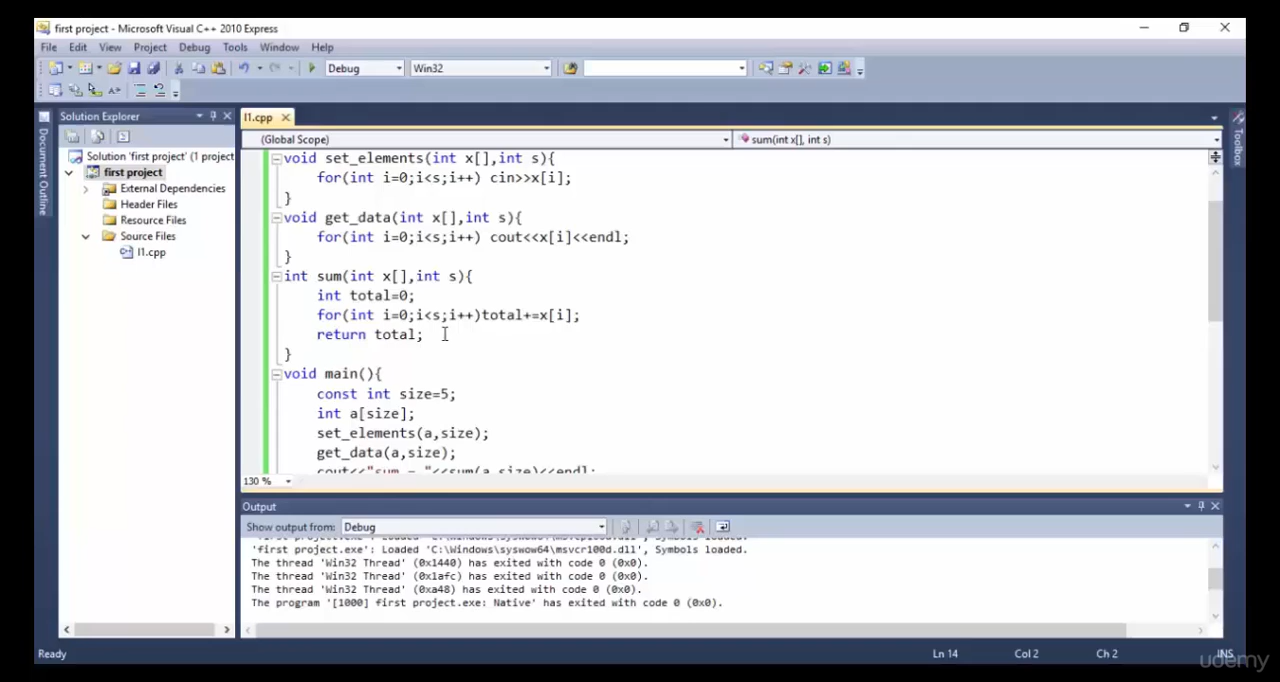 first project - Microsoft Visual C++ 2010 Express
File Edit View Project Debug Tools Window Help
Debug Win32
Solution Explorer
l1.cpp
Document Outline
Toolbox
(Global Scope) sum(int x[], int s)
Solution 'first project' (1 project
first project
External Dependencies
Header Files
Resource Files
Source Files
l1.cpp
void set_elements(int x[],int s){
for(int i=0;i<s;i++) cin>>x[i];
}
void get_data(int x[],int s){
for(int i=0;i<s;i++) cout<<x[i]<<endl;
}
int sum(int x[],int s){
int total=0;
for(int i=0;i<s;i++)total+=x[i];
return total;
}
void main(){
const int size=5;
int a[size];
set_elements(a,size);
get_data(a,size);
cout<<"sum = "<<sum(a,size)<<endl;
130 %
Output
Show output from: Debug
'first project.exe': Loaded 'C:\Windows\syswow64\msvcr100d.dll', Symbols loaded.
The thread 'Win32 Thread' (0x1440) has exited with code 0 (0x0).
The thread 'Win32 Thread' (0x1afc) has exited with code 0 (0x0).
The thread 'Win32 Thread' (0xa48) has exited with code 0 (0x0).
The program '[1000] first project.exe: Native' has exited with code 0 (0x0).
Ready Ln 14 Col 2 Ch 2 INS
udemy